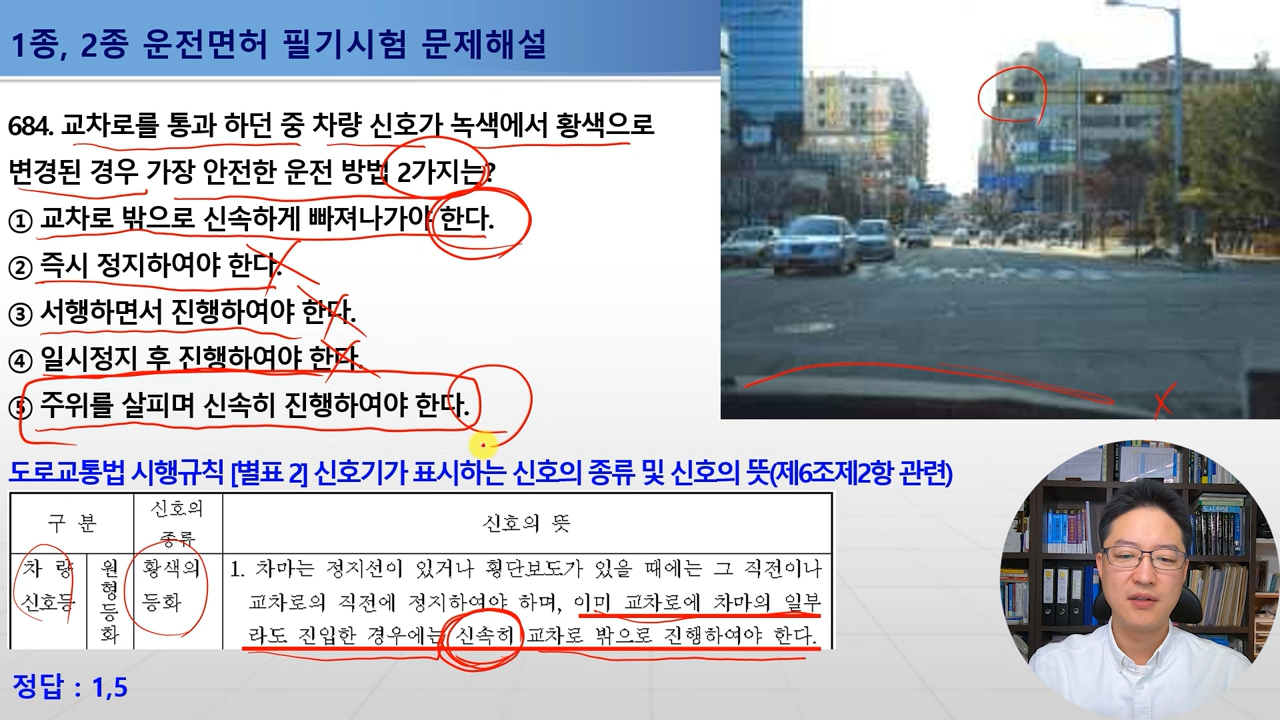 1종, 2종 운전면허 필기시험 문제해설
684. 교차로를 통과 하던 중 차량 신호가 녹색에서 황색으로
변경된 경우 가장 안전한 운전 방법 2가지는?
① 교차로 밖으로 신속하게 빠져나가야 한다.
② 즉시 정지하여야 한다.
③ 서행하면서 진행하여야 한다.
④ 일시정지 후 진행하여야 한다.
⑤ 주위를 살피며 신속히 진행하여야 한다.
도로교통법 시행규칙 [별표 2] 신호기가 표시하는 신호의 종류 및 신호의 뜻(제6조제2항 관련)
구 분
신호의
종류
신호의 뜻
차 량
신호등
원
형
등
화
황색의
등화
1. 차마는 정지선이 있거나 횡단보도가 있을 때에는 그 직전이나
교차로의 직전에 정지하여야 하며, 이미 교차로에 차마의 일부
라도 진입한 경우에는 신속히 교차로 밖으로 진행하여야 한다.
정답 : 1,5